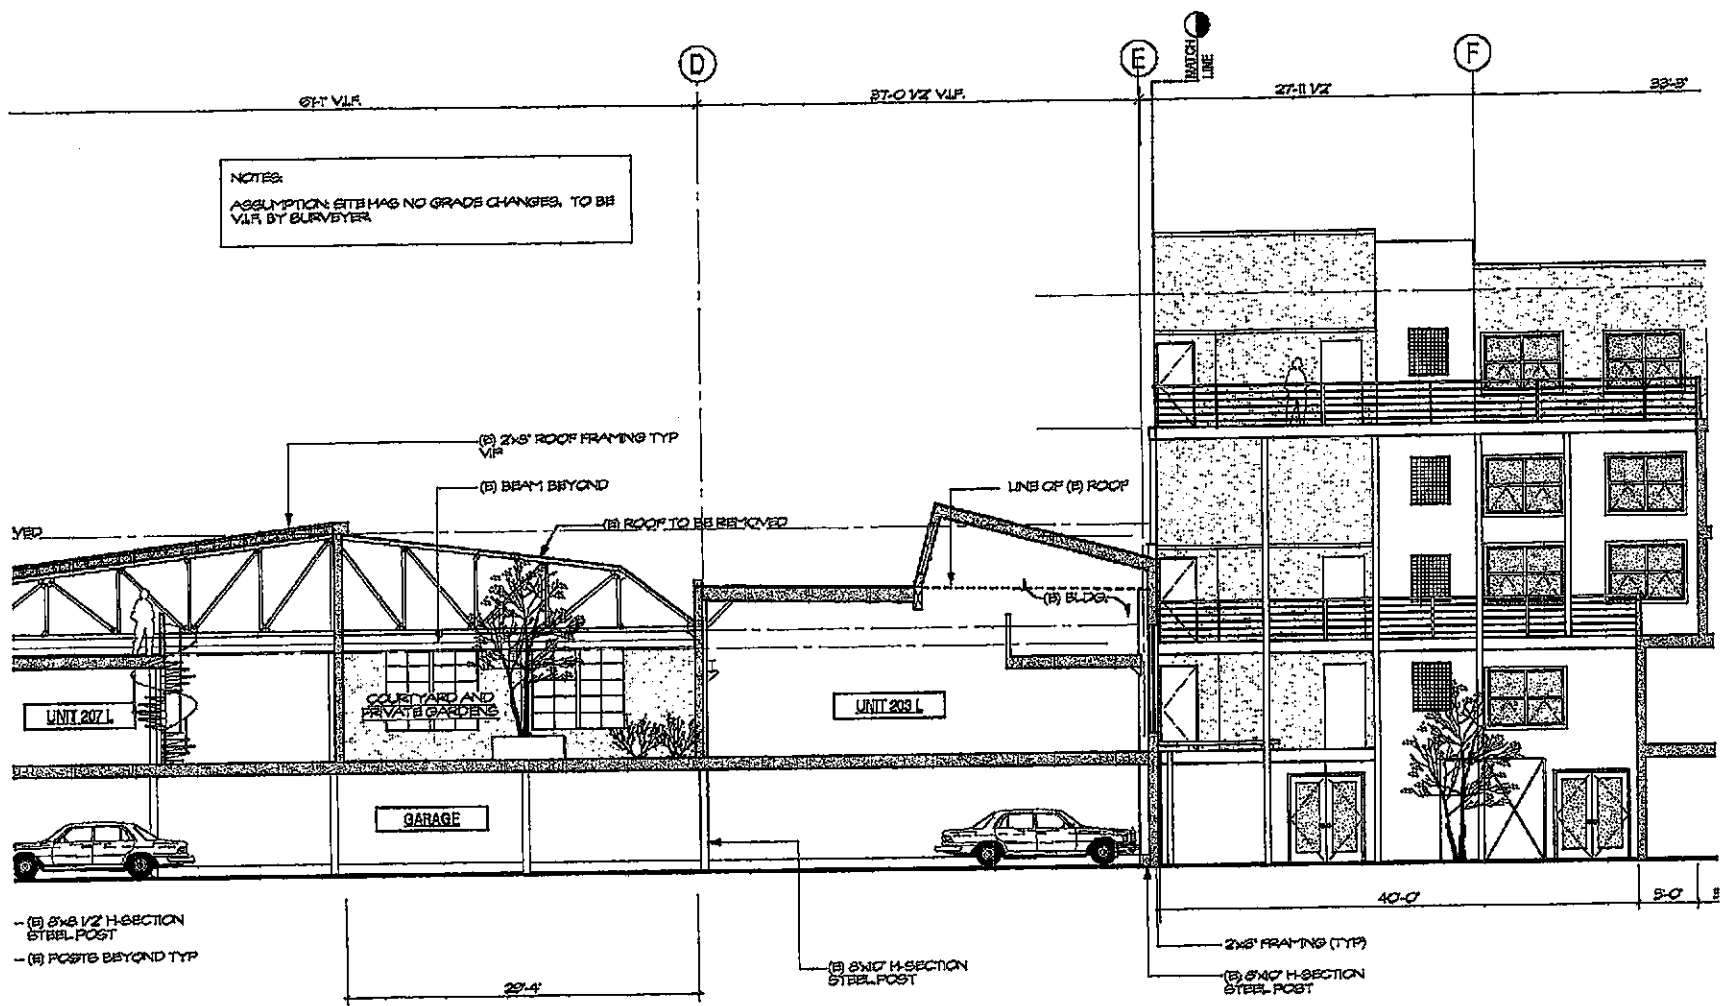 D
E
MATCH
LINE
F
61'-1" V.I.F.
37'-0 1/2" V.I.F.
27'-11 1/2"
33'-3"
NOTES:
ASSUMPTION: SITE HAS NO GRADE CHANGES. TO BE
V.I.F. BY SURVEYER.
(E) 2x8" ROOF FRAMING TYP
VIF
(E) BEAM BEYOND
LINE OF (E) ROOF
VED
(E) ROOF TO BE REMOVED
(E) BLDG.
COURTYARD AND
PRIVATE GARDENS
UNIT 207 L
UNIT 203 L
GARAGE
40'-0"
5'-0"
(E) 8x8 1/2" H-SECTION
STEEL POST
(E) POSTS BEYOND TYP
29'-4"
(E) 8x10" H-SECTION
STEEL POST
2x8" FRAMING (TYP)
(E) 8x10" H-SECTION
STEEL POST